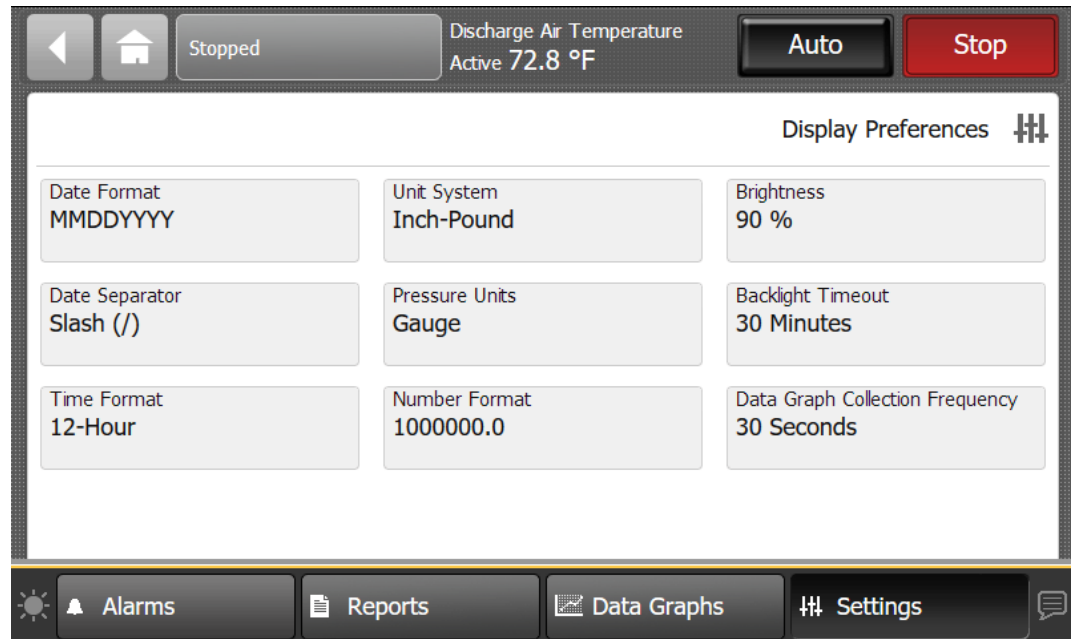 Stopped
Discharge Air Temperature
Active 72.8 °F
Auto
Stop
Display Preferences
Date Format
MMDDYYYY
Unit System
Inch-Pound
Brightness
90 %
Date Separator
Slash (/)
Pressure Units
Gauge
Backlight Timeout
30 Minutes
Time Format
12-Hour
Number Format
1000000.0
Data Graph Collection Frequency
30 Seconds
Alarms
Reports
Data Graphs
Settings